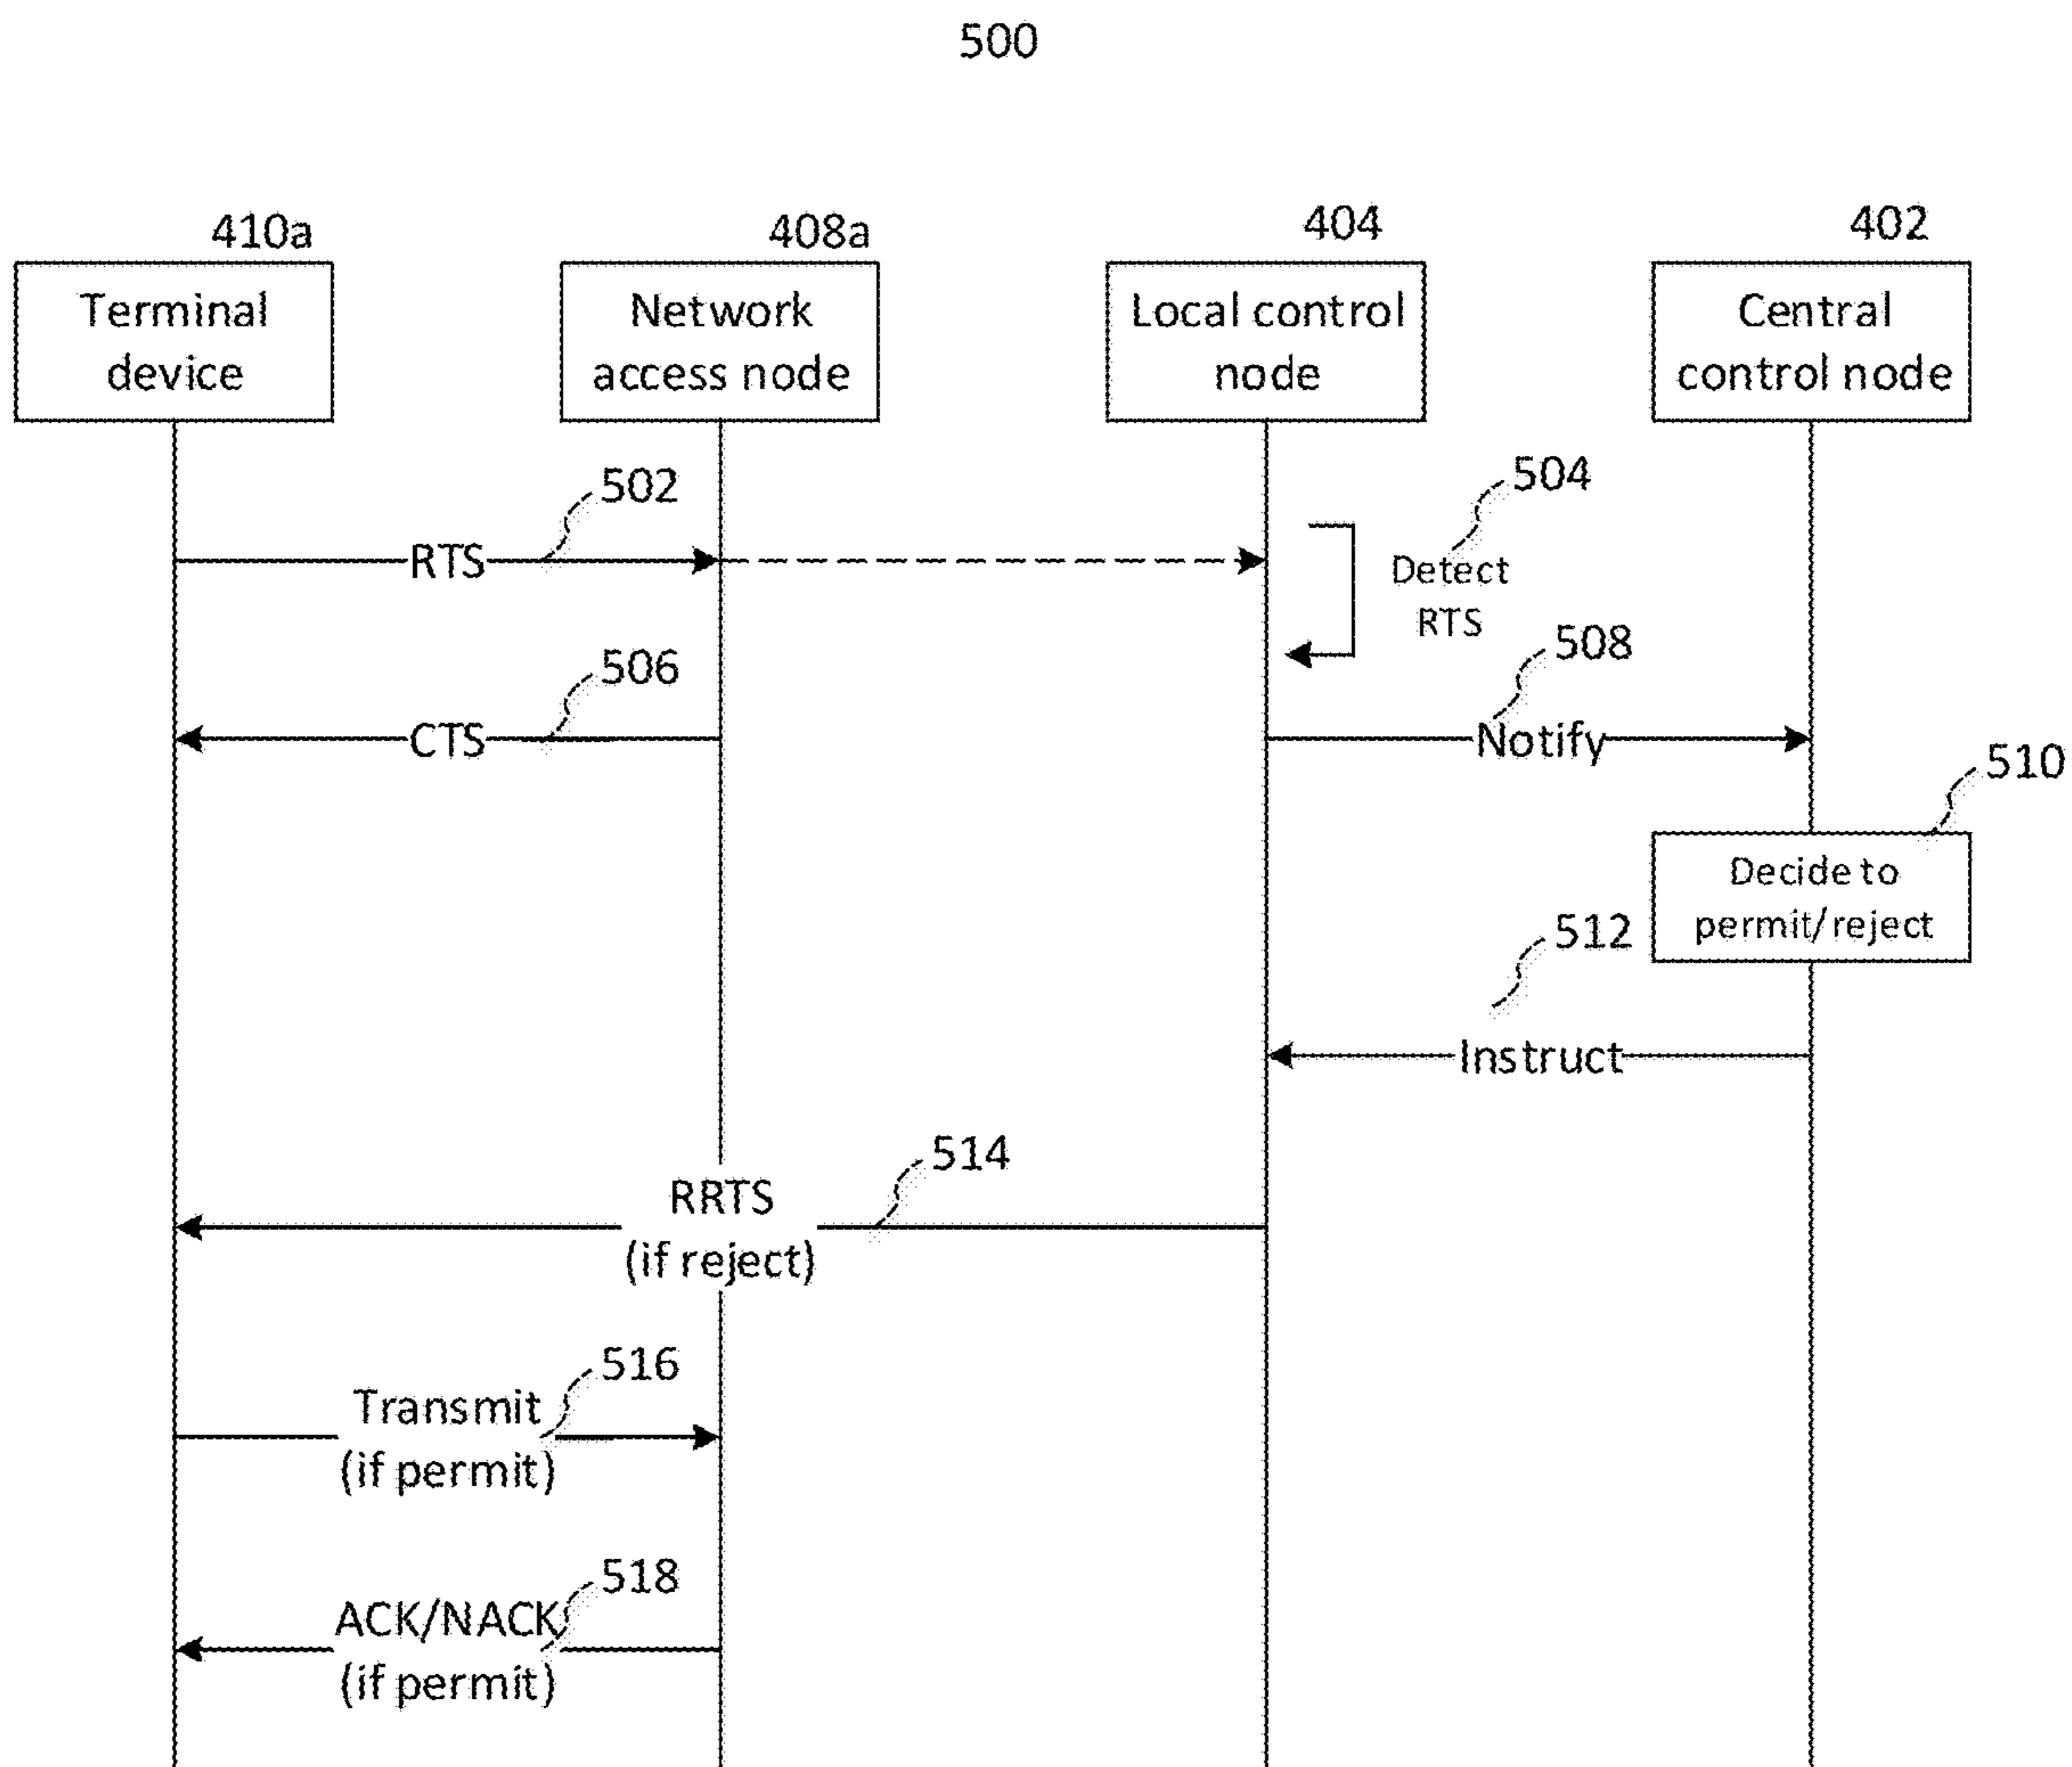 500
410a
408a
404
402
Terminal
device
Network
access node
Local control
node
Central
control node
502
504
RTS
Detect
RTS
506
508
CTS
Notify
510
Decide to
permit/reject
512
Instruct
514
RRTS
(if reject)
516
Transmit
(if permit)
518
ACK/NACK
(if permit)